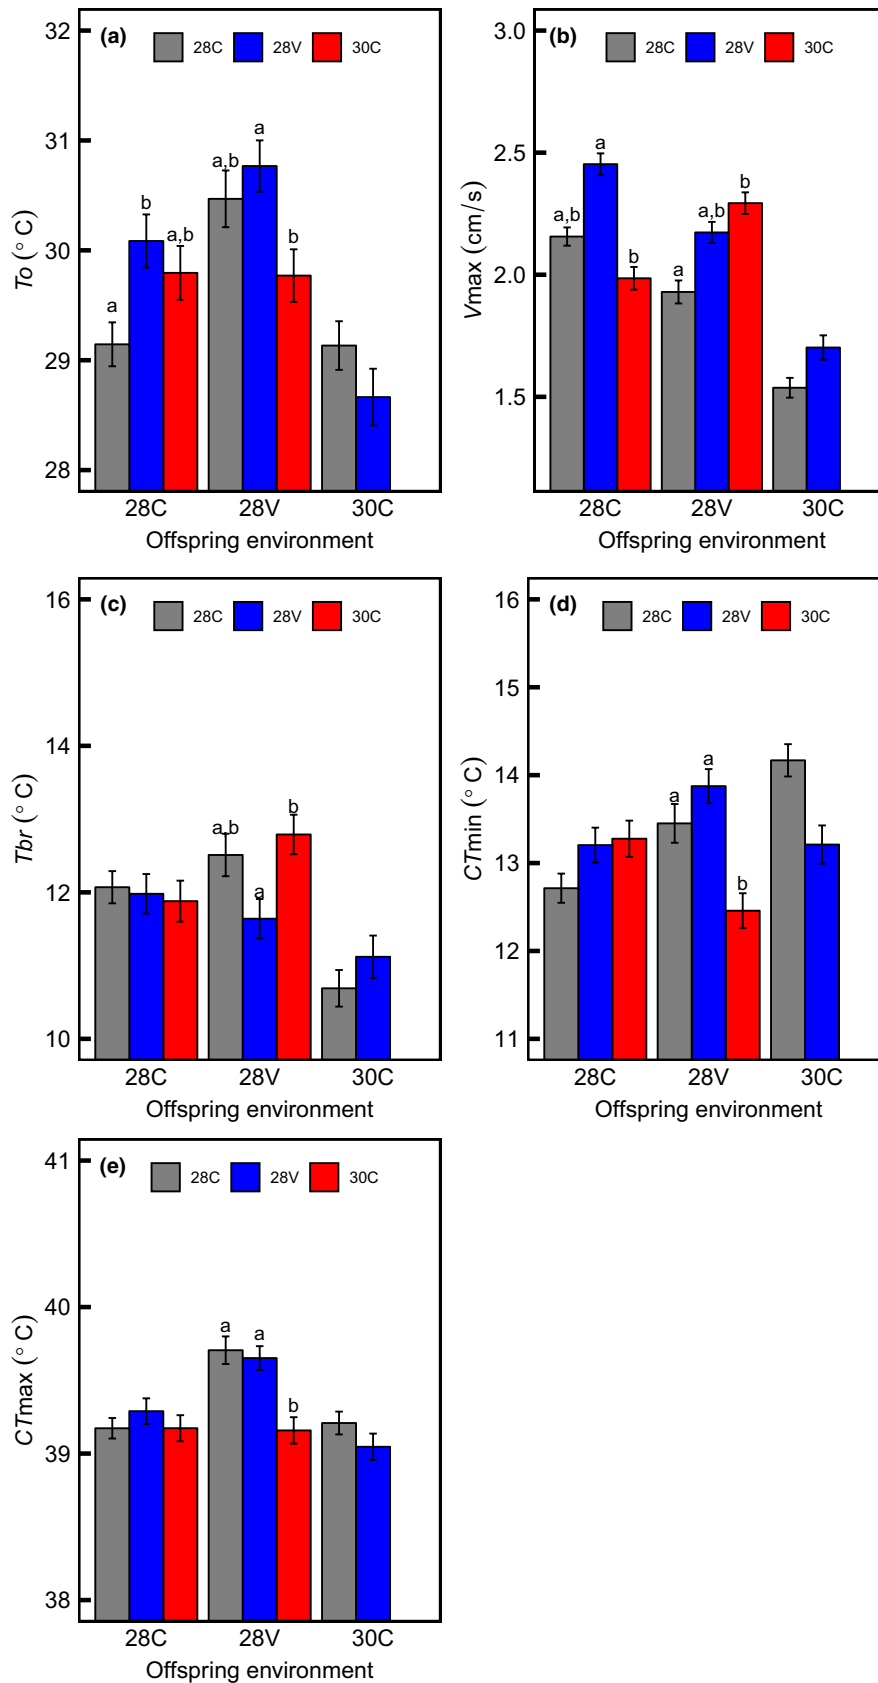 (a) 28C 28V 30C
To (° C)
32
31
30
29
28
a b a,b a,b a b
28C 28V 30C
Offspring environment
(b) 28C 28V 30C
Vmax (cm/s)
3.0
2.5
2.0
1.5
a,b a b a a,b b
28C 28V 30C
Offspring environment
(c) 28C 28V 30C
Tbr (° C)
16
14
12
10
a,b a b
28C 28V 30C
Offspring environment
(d) 28C 28V 30C
CTmin (° C)
16
15
14
13
12
11
a a b
28C 28V 30C
Offspring environment
(e) 28C 28V 30C
CTmax (° C)
41
40
39
38
a a b
28C 28V 30C
Offspring environment